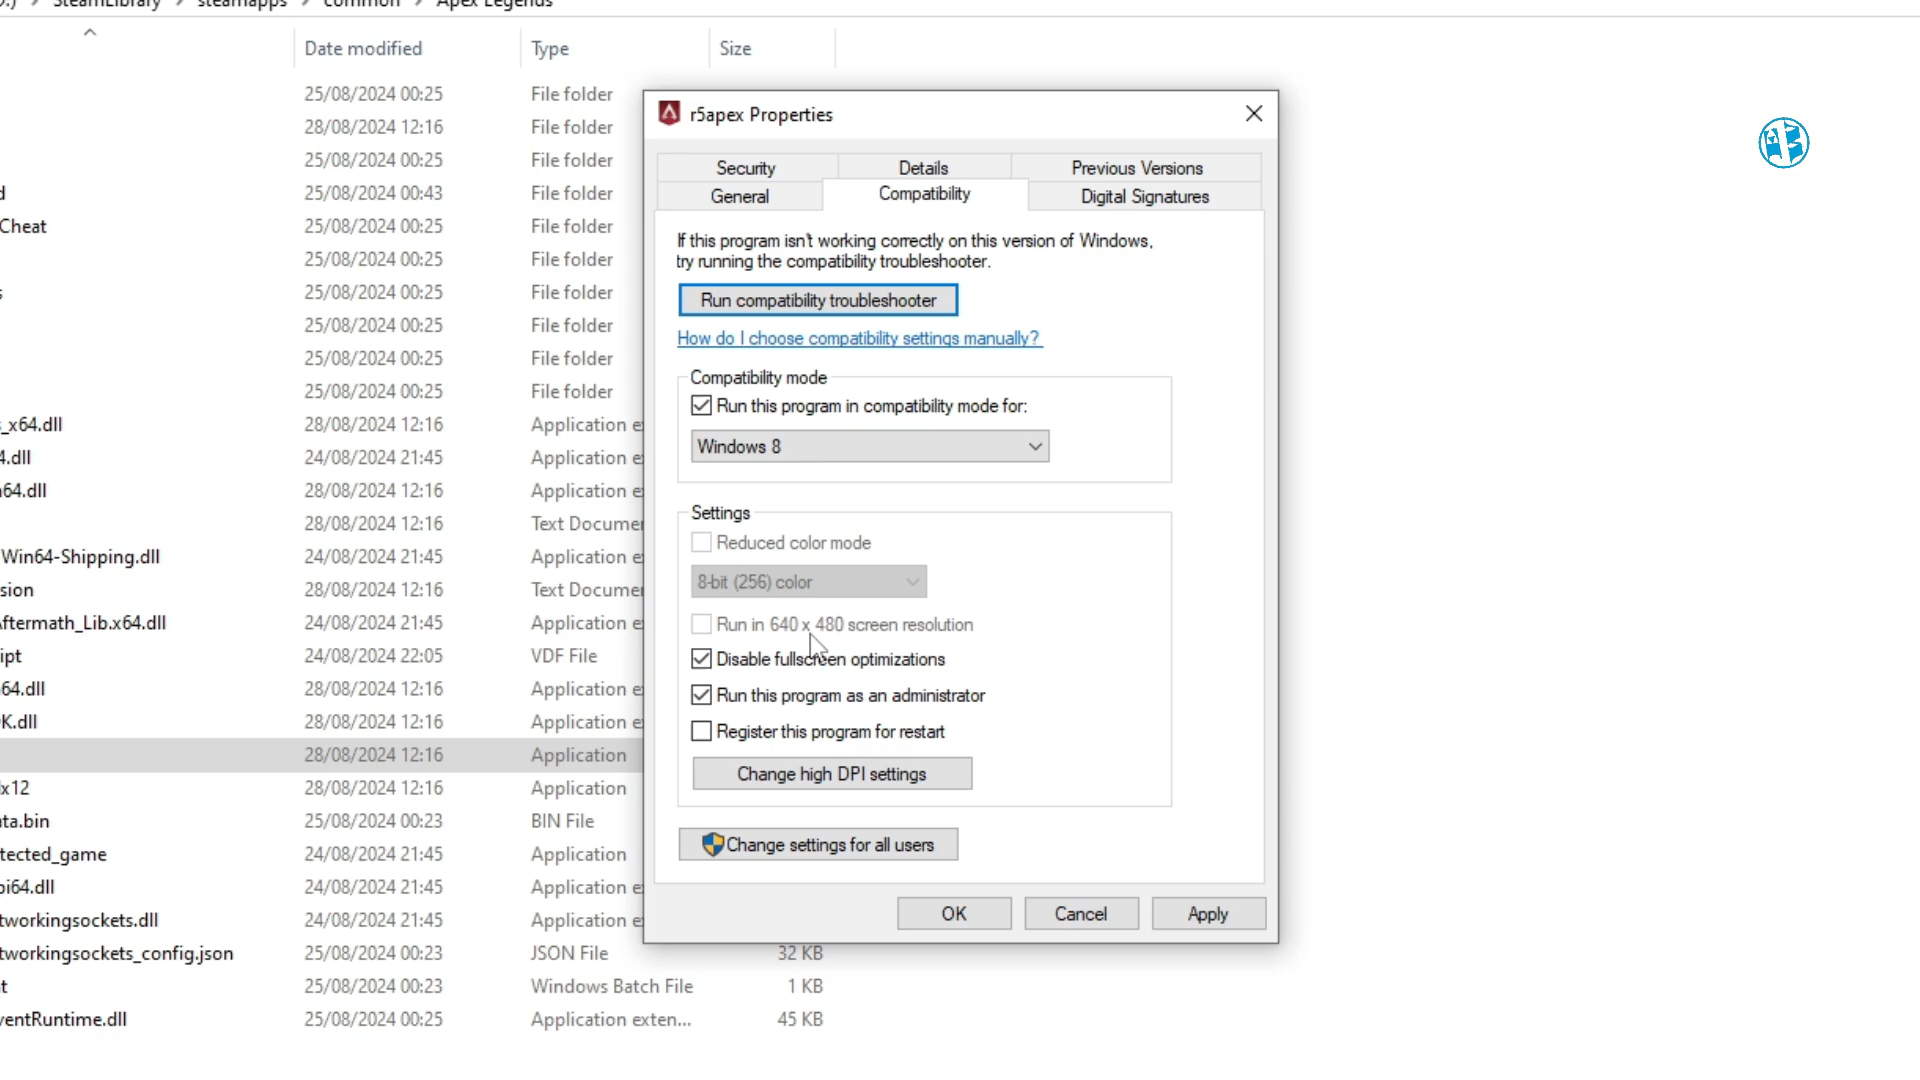 SteamLibrary > steamapps > common > Apex Legends
Date modified Type Size
25/08/2024 00:25 File folder
28/08/2024 12:16 File folder
25/08/2024 00:25 File folder
d 25/08/2024 00:43 File folder
Cheat 25/08/2024 00:25 File folder
25/08/2024 00:25 File folder
s 25/08/2024 00:25 File folder
25/08/2024 00:25 File folder
25/08/2024 00:25 File folder
25/08/2024 00:25 File folder
_x64.dll 28/08/2024 12:16 Application e
4.dll 24/08/2024 21:45 Application e
64.dll 28/08/2024 12:16 Application e
28/08/2024 12:16 Text Documen
Win64-Shipping.dll 24/08/2024 21:45 Application e
sion 28/08/2024 12:16 Text Documen
Aftermath_Lib.x64.dll 24/08/2024 21:45 Application e
ipt 24/08/2024 22:05 VDF File
64.dll 28/08/2024 12:16 Application e
K.dll 28/08/2024 12:16 Application e
28/08/2024 12:16 Application
x12 28/08/2024 12:16 Application
ata.bin 25/08/2024 00:23 BIN File
tected_game 24/08/2024 21:45 Application
pi64.dll 24/08/2024 21:45 Application e
tworkingsockets.dll 24/08/2024 21:45 Application e
tworkingsockets_config.json 25/08/2024 00:23 JSON File 32 KB
t 25/08/2024 00:23 Windows Batch File 1 KB
ventRuntime.dll 25/08/2024 00:25 Application exten... 45 KB
r5apex Properties
Security Details Previous Versions
General Compatibility Digital Signatures
If this program isn't working correctly on this version of Windows,
try running the compatibility troubleshooter.
Run compatibility troubleshooter
How do I choose compatibility settings manually?
Compatibility mode
Run this program in compatibility mode for:
Windows 8
Settings
Reduced color mode
8-bit (256) color
Run in 640 x 480 screen resolution
Disable fullscreen optimizations
Run this program as an administrator
Register this program for restart
Change high DPI settings
Change settings for all users
OK Cancel Apply